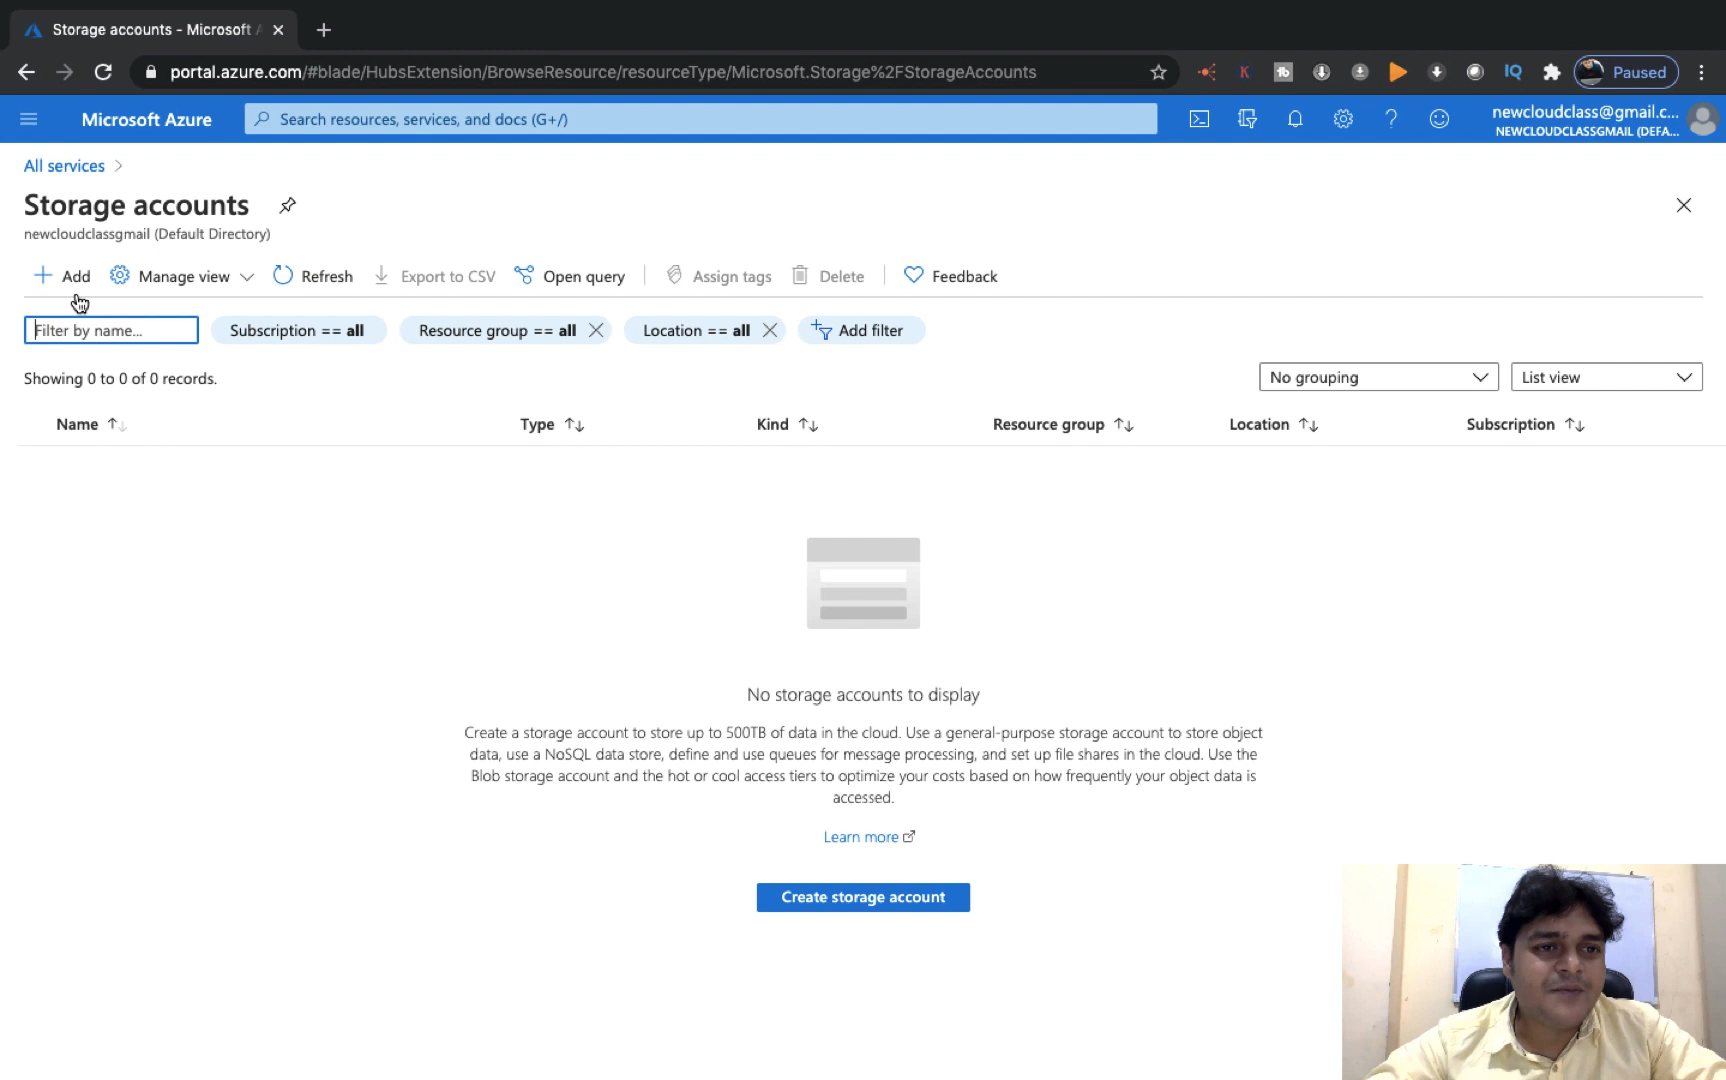 Storage accounts - Microsoft A
portal.azure.com/#blade/HubsExtension/BrowseResource/resourceType/Microsoft.Storage%2FStorageAccounts
K
tb
IQ
Paused
Microsoft Azure
Search resources, services, and docs (G+/)
newcloudclass@gmail.c...
NEWCLOUDCLASSGMAIL (DEFA...
All services
Storage accounts
newcloudclassgmail (Default Directory)
Add
Manage view
Refresh
Export to CSV
Open query
Assign tags
Delete
Feedback
Filter by name...
Subscription == all
Resource group == all
Location == all
Add filter
Showing 0 to 0 of 0 records.
No grouping
List view
Name
Type
Kind
Resource group
Location
Subscription
No storage accounts to display
Create a storage account to store up to 500TB of data in the cloud. Use a general-purpose storage account to store object
data, use a NoSQL data store, define and use queues for message processing, and set up file shares in the cloud. Use the
Blob storage account and the hot or cool access tiers to optimize your costs based on how frequently your object data is
accessed.
Learn more
Create storage account